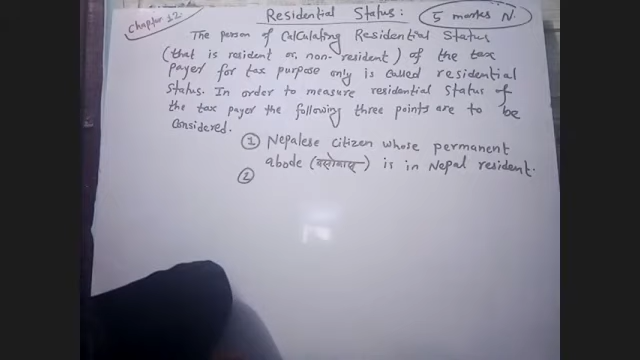 Chapter 12
Residential Status:
5 marks N.
The person of Calculating Residential Status
(that is resident or non-resident) of the tax
payer for tax purpose only is called residential
Status. In order to measure residential Status of
the tax payer the following three points are to be
Considered.
① Nepalese Citizen whose permanent
abode (बसोबास) is in Nepal resident.
②